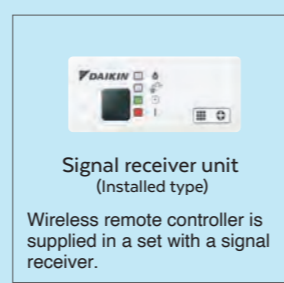 DAIKIN
Signal receiver unit
(Installed type)
Wireless remote controller is
supplied in a set with a signal
receiver.